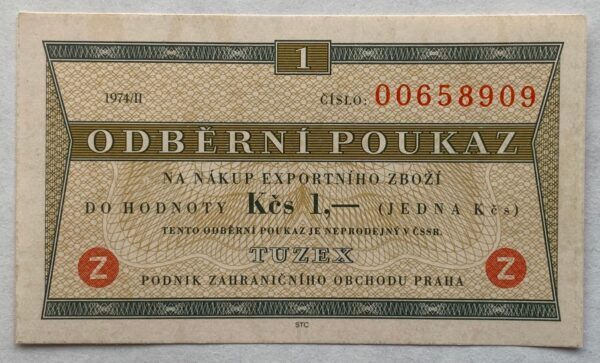 1
1974/II ČÍSLO: 00658909
ODBĚRNÍ POUKAZ
NA NÁKUP EXPORTNÍHO ZBOŽÍ
DO HODNOTY Kčs 1,— (JEDNA Kčs)
TENTO ODBĚRNÍ POUKAZ JE NEPRODEJNÝ V ČSSR.
Z TUZEX Z
PODNIK ZAHRANIČNÍHO OBCHODU PRAHA
STC